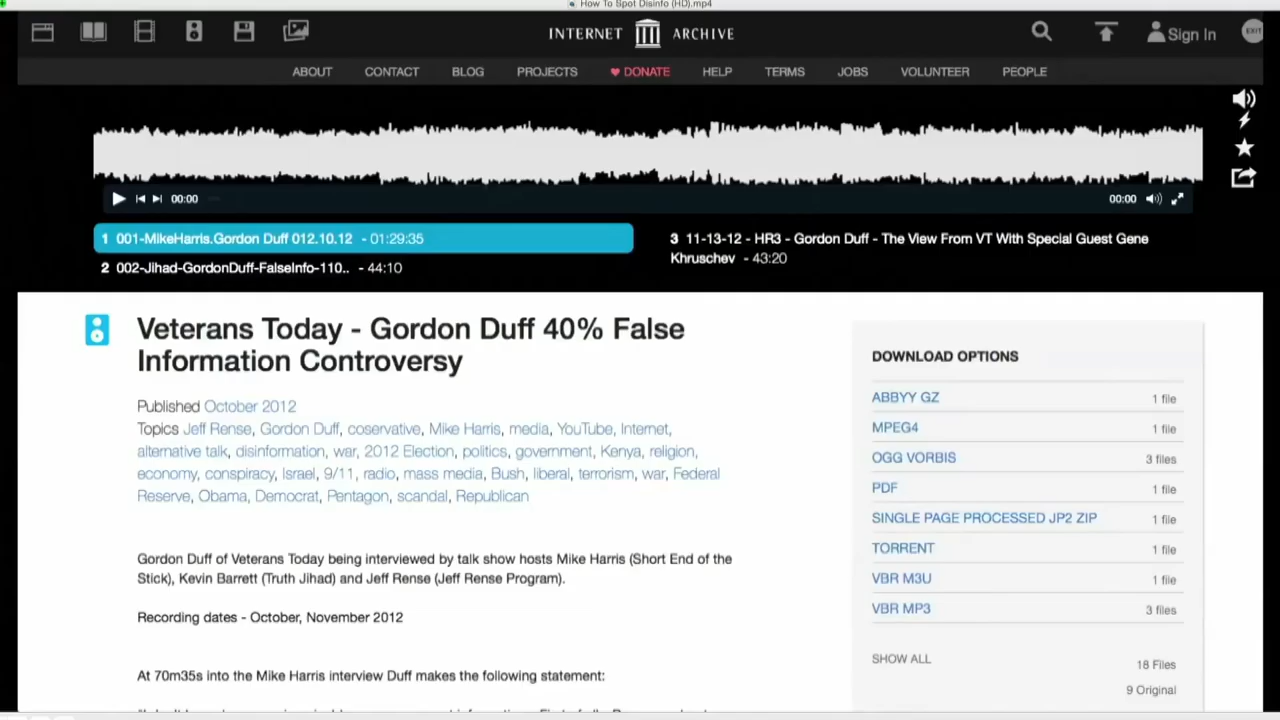 How To Spot Disinfo (HD).mp4
INTERNET ARCHIVE
Sign In
EXIT
ABOUT CONTACT BLOG PROJECTS DONATE HELP TERMS JOBS VOLUNTEER PEOPLE
00:00 00:00
1 001-MikeHarris.Gordon Duff 012.10.12 - 01:29:35
2 002-Jihad-GordonDuff-FalseInfo-110.. - 44:10
3 11-13-12 - HR3 - Gordon Duff - The View From VT With Special Guest Gene
Khruschev - 43:20
Veterans Today - Gordon Duff 40% False
Information Controversy
Published October 2012
Topics Jeff Rense, Gordon Duff, coservative, Mike Harris, media, YouTube, Internet,
alternative talk, disinformation, war, 2012 Election, politics, government, Kenya, religion,
economy, conspiracy, Israel, 9/11, radio, mass media, Bush, liberal, terrorism, war, Federal
Reserve, Obama, Democrat, Pentagon, scandal, Republican
Gordon Duff of Veterans Today being interviewed by talk show hosts Mike Harris (Short End of the
Stick), Kevin Barrett (Truth Jihad) and Jeff Rense (Jeff Rense Program).
Recording dates - October, November 2012
At 70m35s into the Mike Harris interview Duff makes the following statement:
DOWNLOAD OPTIONS
ABBYY GZ 1 file
MPEG4 1 file
OGG VORBIS 3 files
PDF 1 file
SINGLE PAGE PROCESSED JP2 ZIP 1 file
TORRENT 1 file
VBR M3U 1 file
VBR MP3 3 files
SHOW ALL 18 Files
9 Original